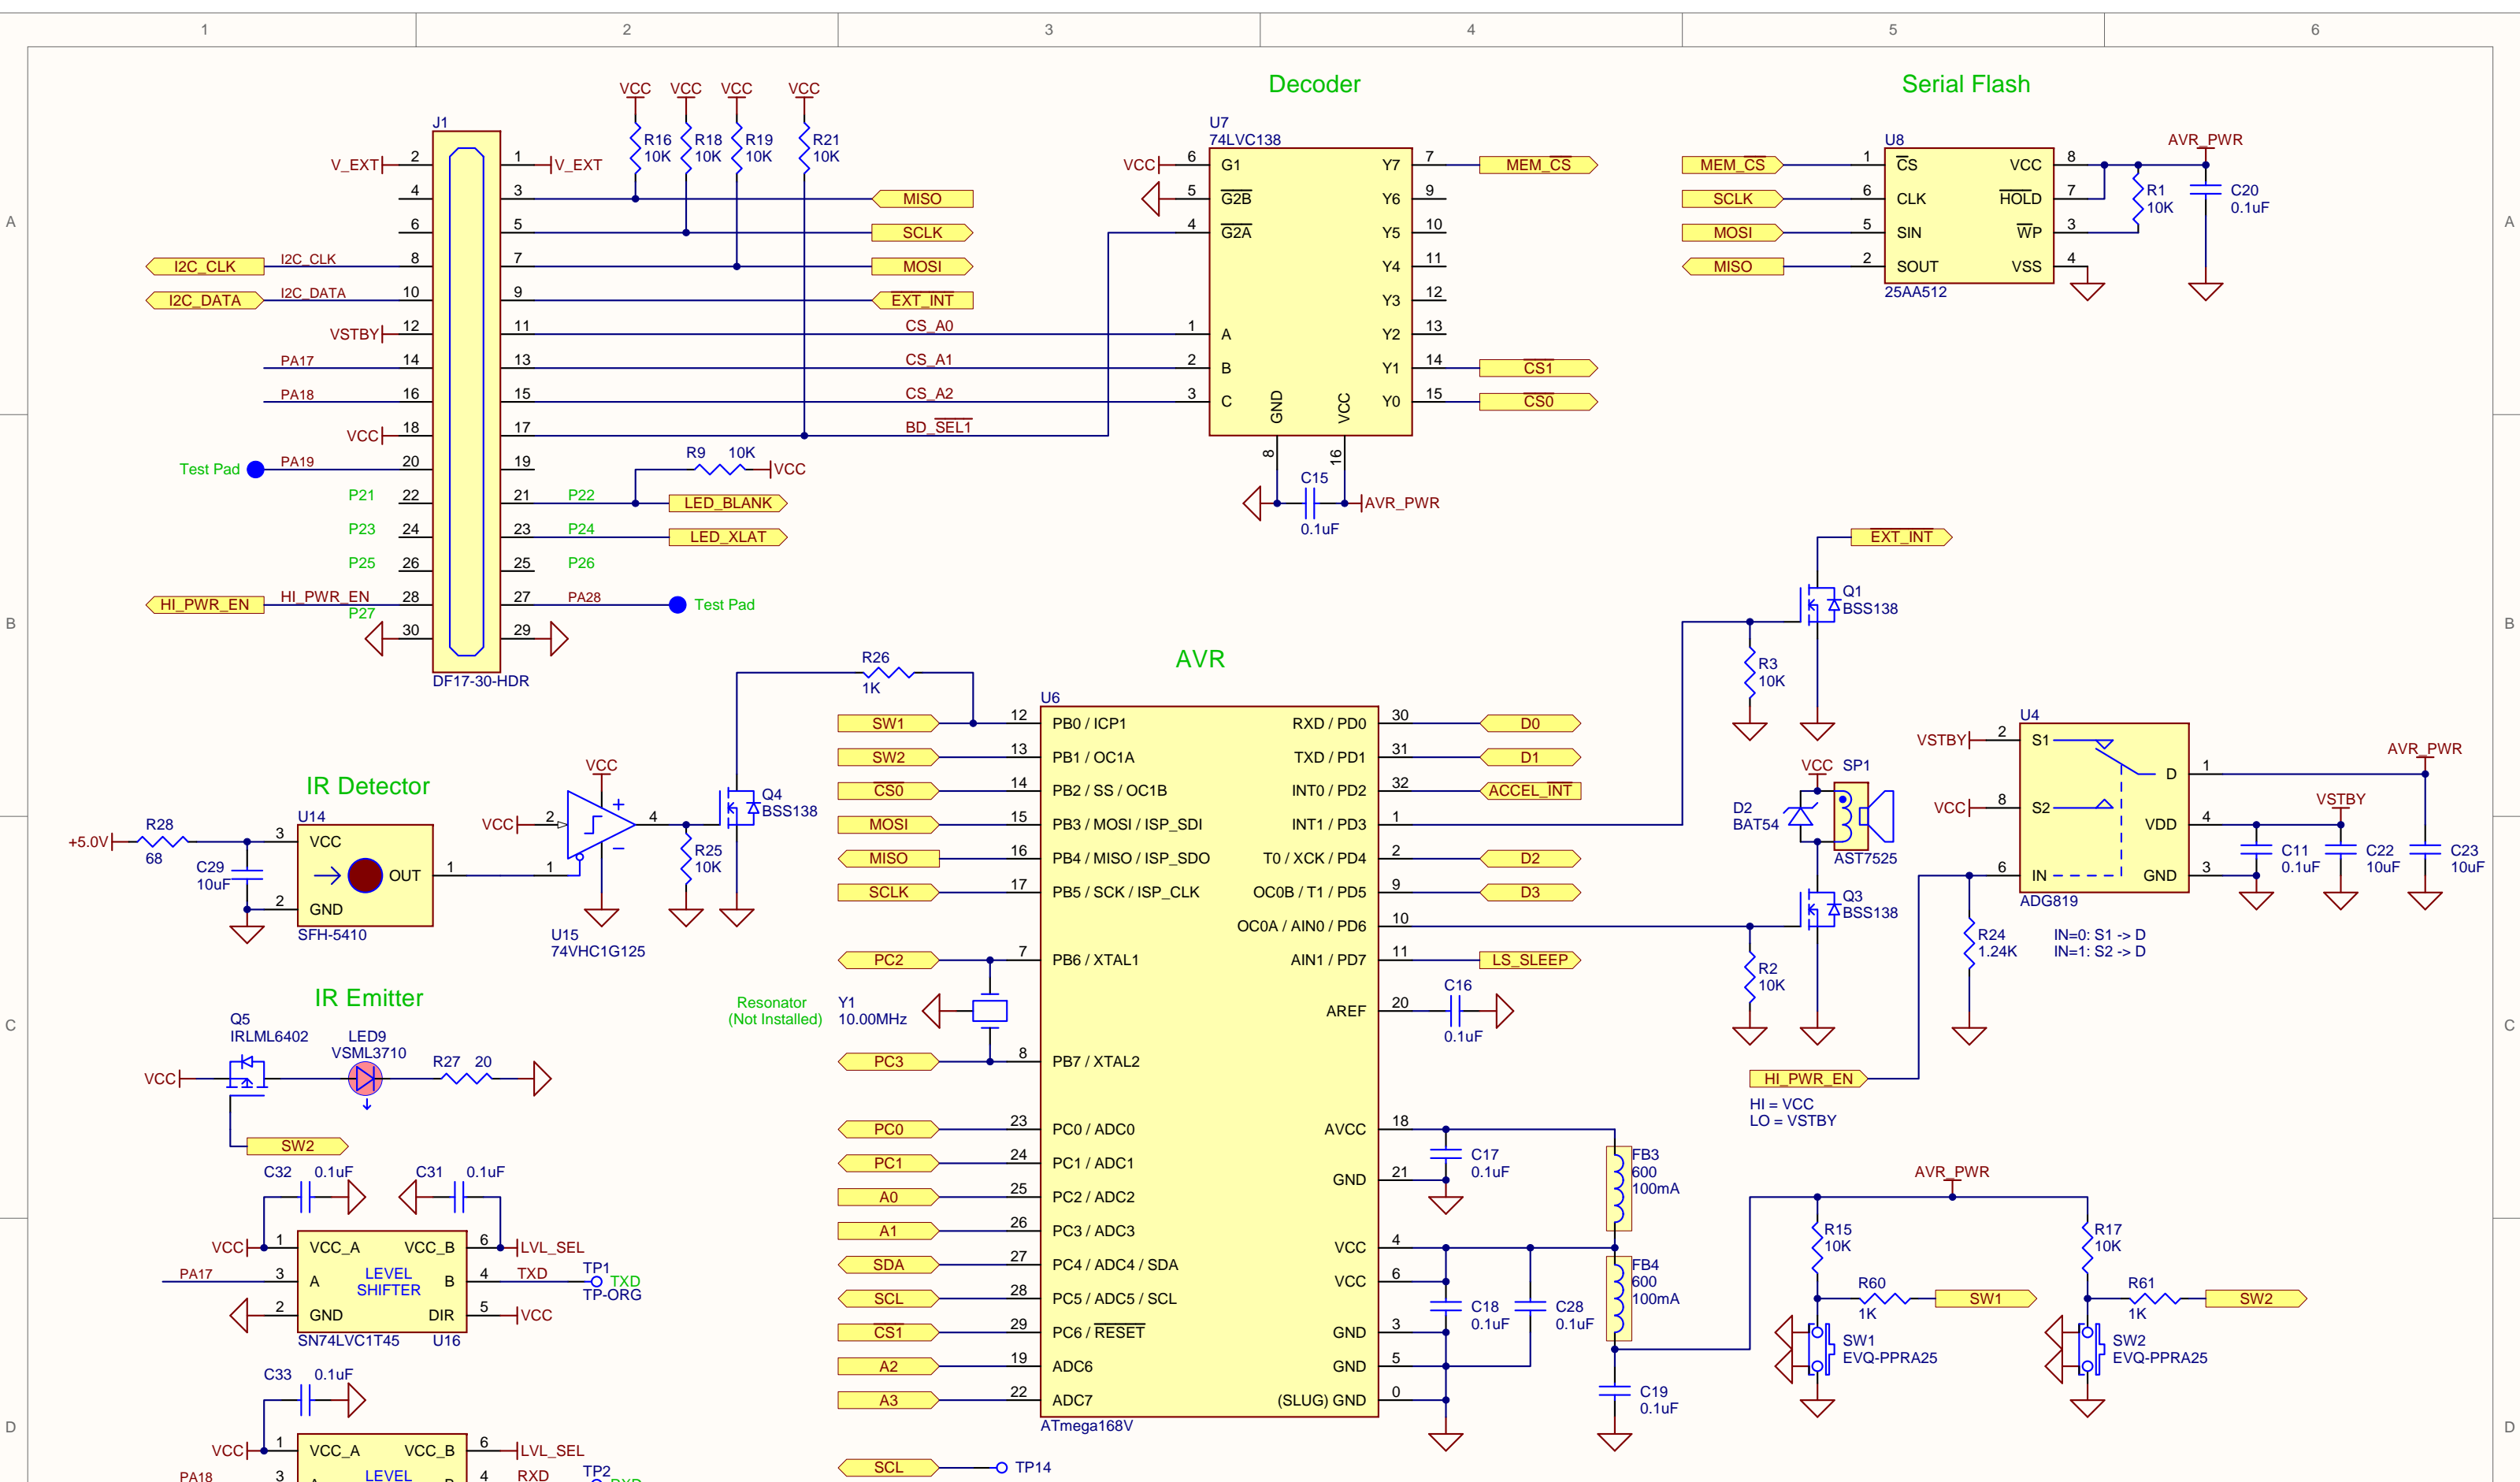 1 2 3 4 5 6
A A
B B
C C
D D
VCC VCC VCC VCC
R16 10K
R18 10K
R19 10K
R21 10K
J1
V_EXT 2 1 V_EXT
4 3 MISO
6 5 SCLK
I2C_CLK I2C_CLK 8 7 MOSI
I2C_DATA I2C_DATA 10 9 EXT_INT
VSTBY 12 11 CS_A0
PA17 14 13 CS_A1
PA18 16 15 CS_A2
VCC 18 17 BD_SEL1
Test Pad PA19 20 19
R9 10K VCC
P21 22 21 P22 LED_BLANK
P23 24 23 P24 LED_XLAT
P25 26 25 P26
HI_PWR_EN HI_PWR_EN 28 27 PA28 Test Pad
P27
30 29
DF17-30-HDR
Decoder
U7
74LVC138
VCC 6 G1 Y7 7 MEM_CS
5 G2B Y6 9
4 G2A Y5 10
Y4 11
Y3 12
1 A Y2 13
2 B Y1 14 CS1
3 C Y0 15 CS0
GND VCC
8 16
C15
AVR_PWR
0.1uF
Serial Flash
U8
AVR_PWR
MEM_CS 1 CS VCC 8
SCLK 6 CLK HOLD 7
MOSI 5 SIN WP 3
MISO 2 SOUT VSS 4
25AA512
R1
10K
C20
0.1uF
EXT_INT
Q1
BSS138
R3
10K
AVR
R26
1K
U6
SW1 12 PB0 / ICP1 RXD / PD0 30 D0
SW2 13 PB1 / OC1A TXD / PD1 31 D1
CS0 14 PB2 / SS / OC1B INT0 / PD2 32 ACCEL_INT
MOSI 15 PB3 / MOSI / ISP_SDI INT1 / PD3 1
MISO 16 PB4 / MISO / ISP_SDO T0 / XCK / PD4 2 D2
SCLK 17 PB5 / SCK / ISP_CLK OC0B / T1 / PD5 9 D3
OC0A / AIN0 / PD6 10
PC2 7 PB6 / XTAL1 AIN1 / PD7 11 LS_SLEEP
Resonator
(Not Installed)
Y1
10.00MHz
AREF 20 C16
0.1uF
PC3 8 PB7 / XTAL2
PC0 23 PC0 / ADC0 AVCC 18
PC1 24 PC1 / ADC1 GND 21
A0 25 PC2 / ADC2
A1 26 PC3 / ADC3 VCC 4
SDA 27 PC4 / ADC4 / SDA VCC 6
SCL 28 PC5 / ADC5 / SCL
CS1 29 PC6 / RESET GND 3
A2 19 ADC6 GND 5
A3 22 ADC7 (SLUG) GND 0
ATmega168V
SCL TP14
C17
0.1uF
FB3
600
100mA
C18
0.1uF
C28
0.1uF
FB4
600
100mA
C19
0.1uF
IR Detector
U14
+5.0V R28
68
C29
10uF
3 VCC
OUT 1
2 GND
SFH-5410
VCC
VCC 2 4
1
U15
74VHC1G125
R25
10K
Q4
BSS138
VCC SP1
D2
BAT54
AST7525
Q3
BSS138
R2
10K
U4
VSTBY 2 S1
D 1
VCC 8 S2
VDD 4
6 IN GND 3
ADG819
AVR_PWR
VSTBY
C11
0.1uF
C22
10uF
C23
10uF
R24
1.24K
IN=0: S1 -> D
IN=1: S2 -> D
HI_PWR_EN
HI = VCC
LO = VSTBY
IR Emitter
Q5
IRLML6402
LED9
VSML3710
VCC R27 20
SW2
C32 0.1uF C31 0.1uF
VCC 1 VCC_A VCC_B 6 LVL_SEL
PA17 3 A LEVEL SHIFTER B 4 TXD TP1 TXD
TP-ORG
2 GND DIR 5 VCC
SN74LVC1T45 U16
C33 0.1uF
VCC 1 VCC_A VCC_B 6 LVL_SEL
PA18 3 LEVEL 4 RXD TP2
AVR_PWR
R15
10K
R17
10K
R60
1K
SW1
R61
1K
SW2
SW1
EVQ-PPRA25
SW2
EVQ-PPRA25